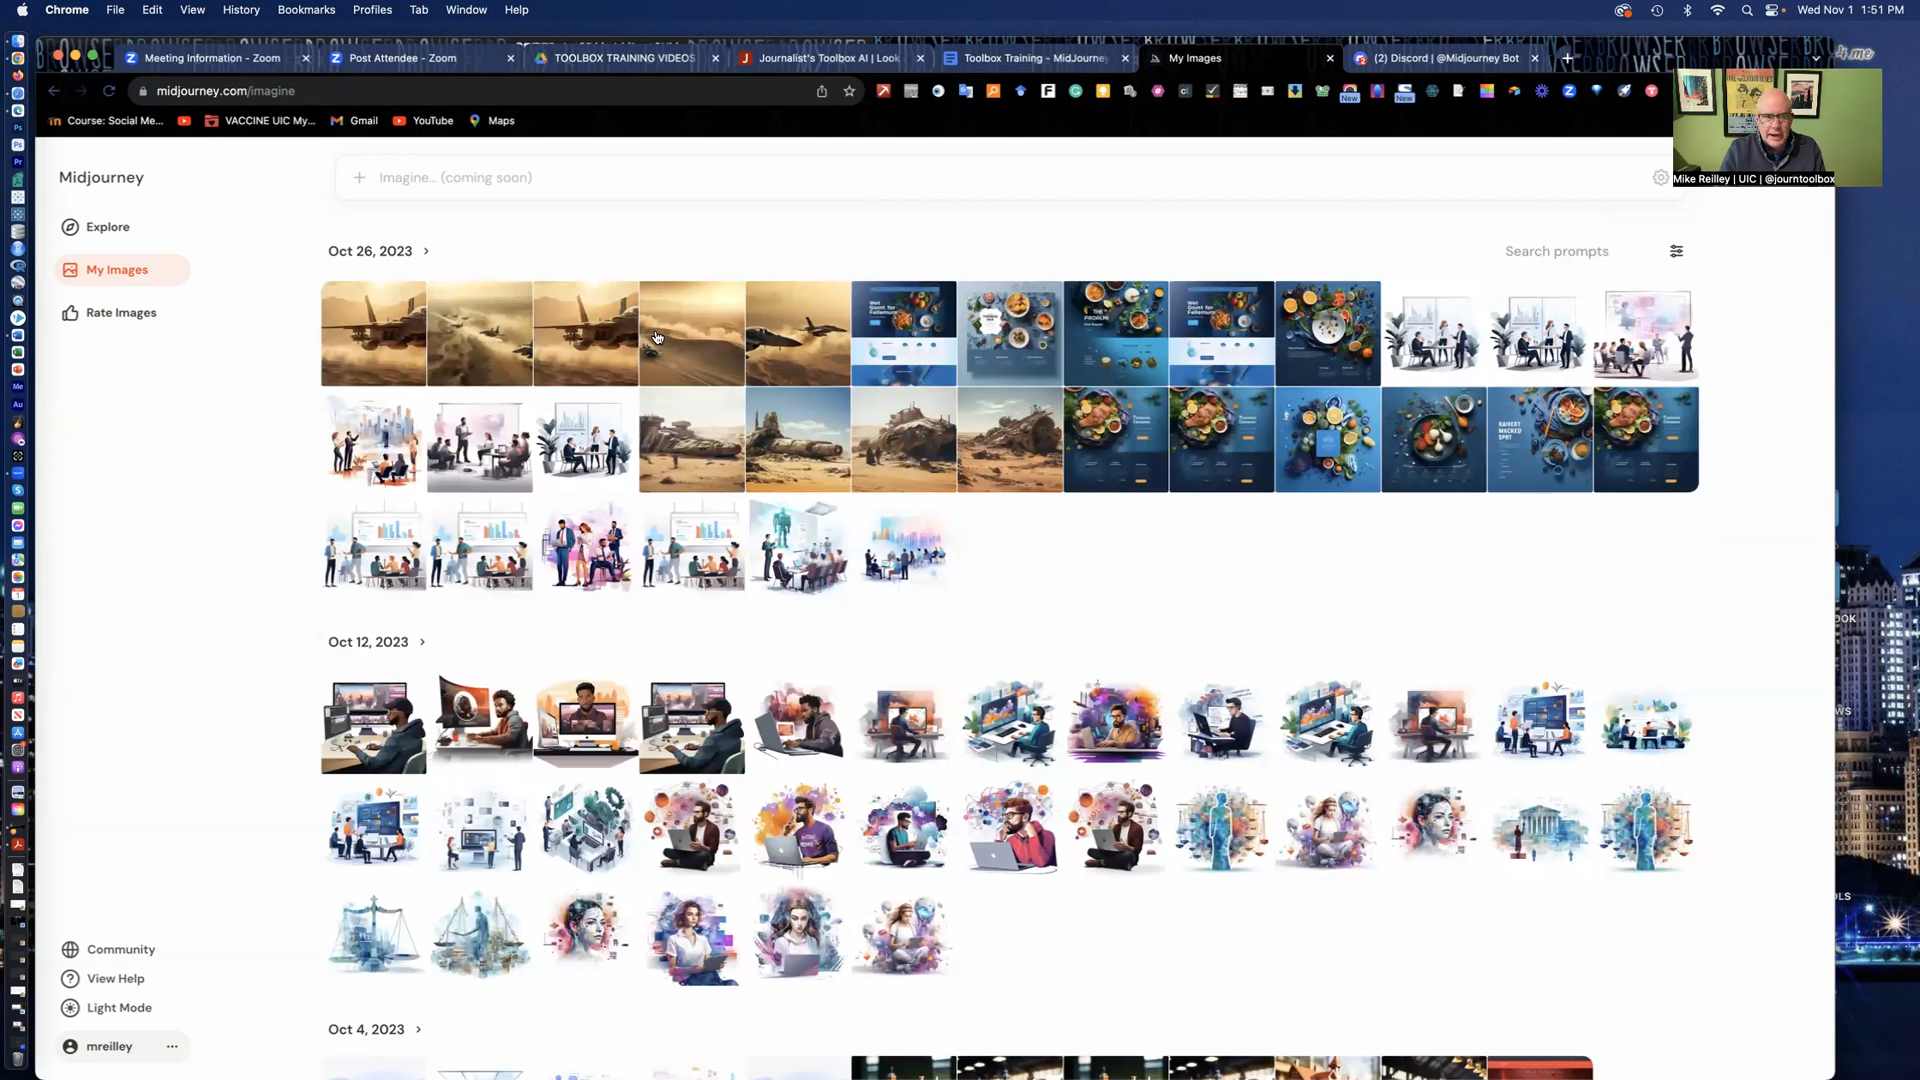 Chrome File Edit View History Bookmarks Profiles Tab Window Help Wed Nov 1 1:51 PM
Meeting Information - Zoom
Post Attendee - Zoom
TOOLBOX TRAINING VIDEOS
Journalist's Toolbox AI | Look
Toolbox Training - MidJourney
My Images
(2) Discord | @Midjourney Bot
midjourney.com/imagine
New
New
Course: Social Me...
VACCINE UIC My...
Gmail
YouTube
Maps
Mike Reilley | UIC | @journtoolbox
Midjourney
Imagine... (coming soon)
Explore
My Images
Rate Images
Oct 26, 2023
Search prompts
Oct 12, 2023
Oct 4, 2023
Community
View Help
Light Mode
mreilley